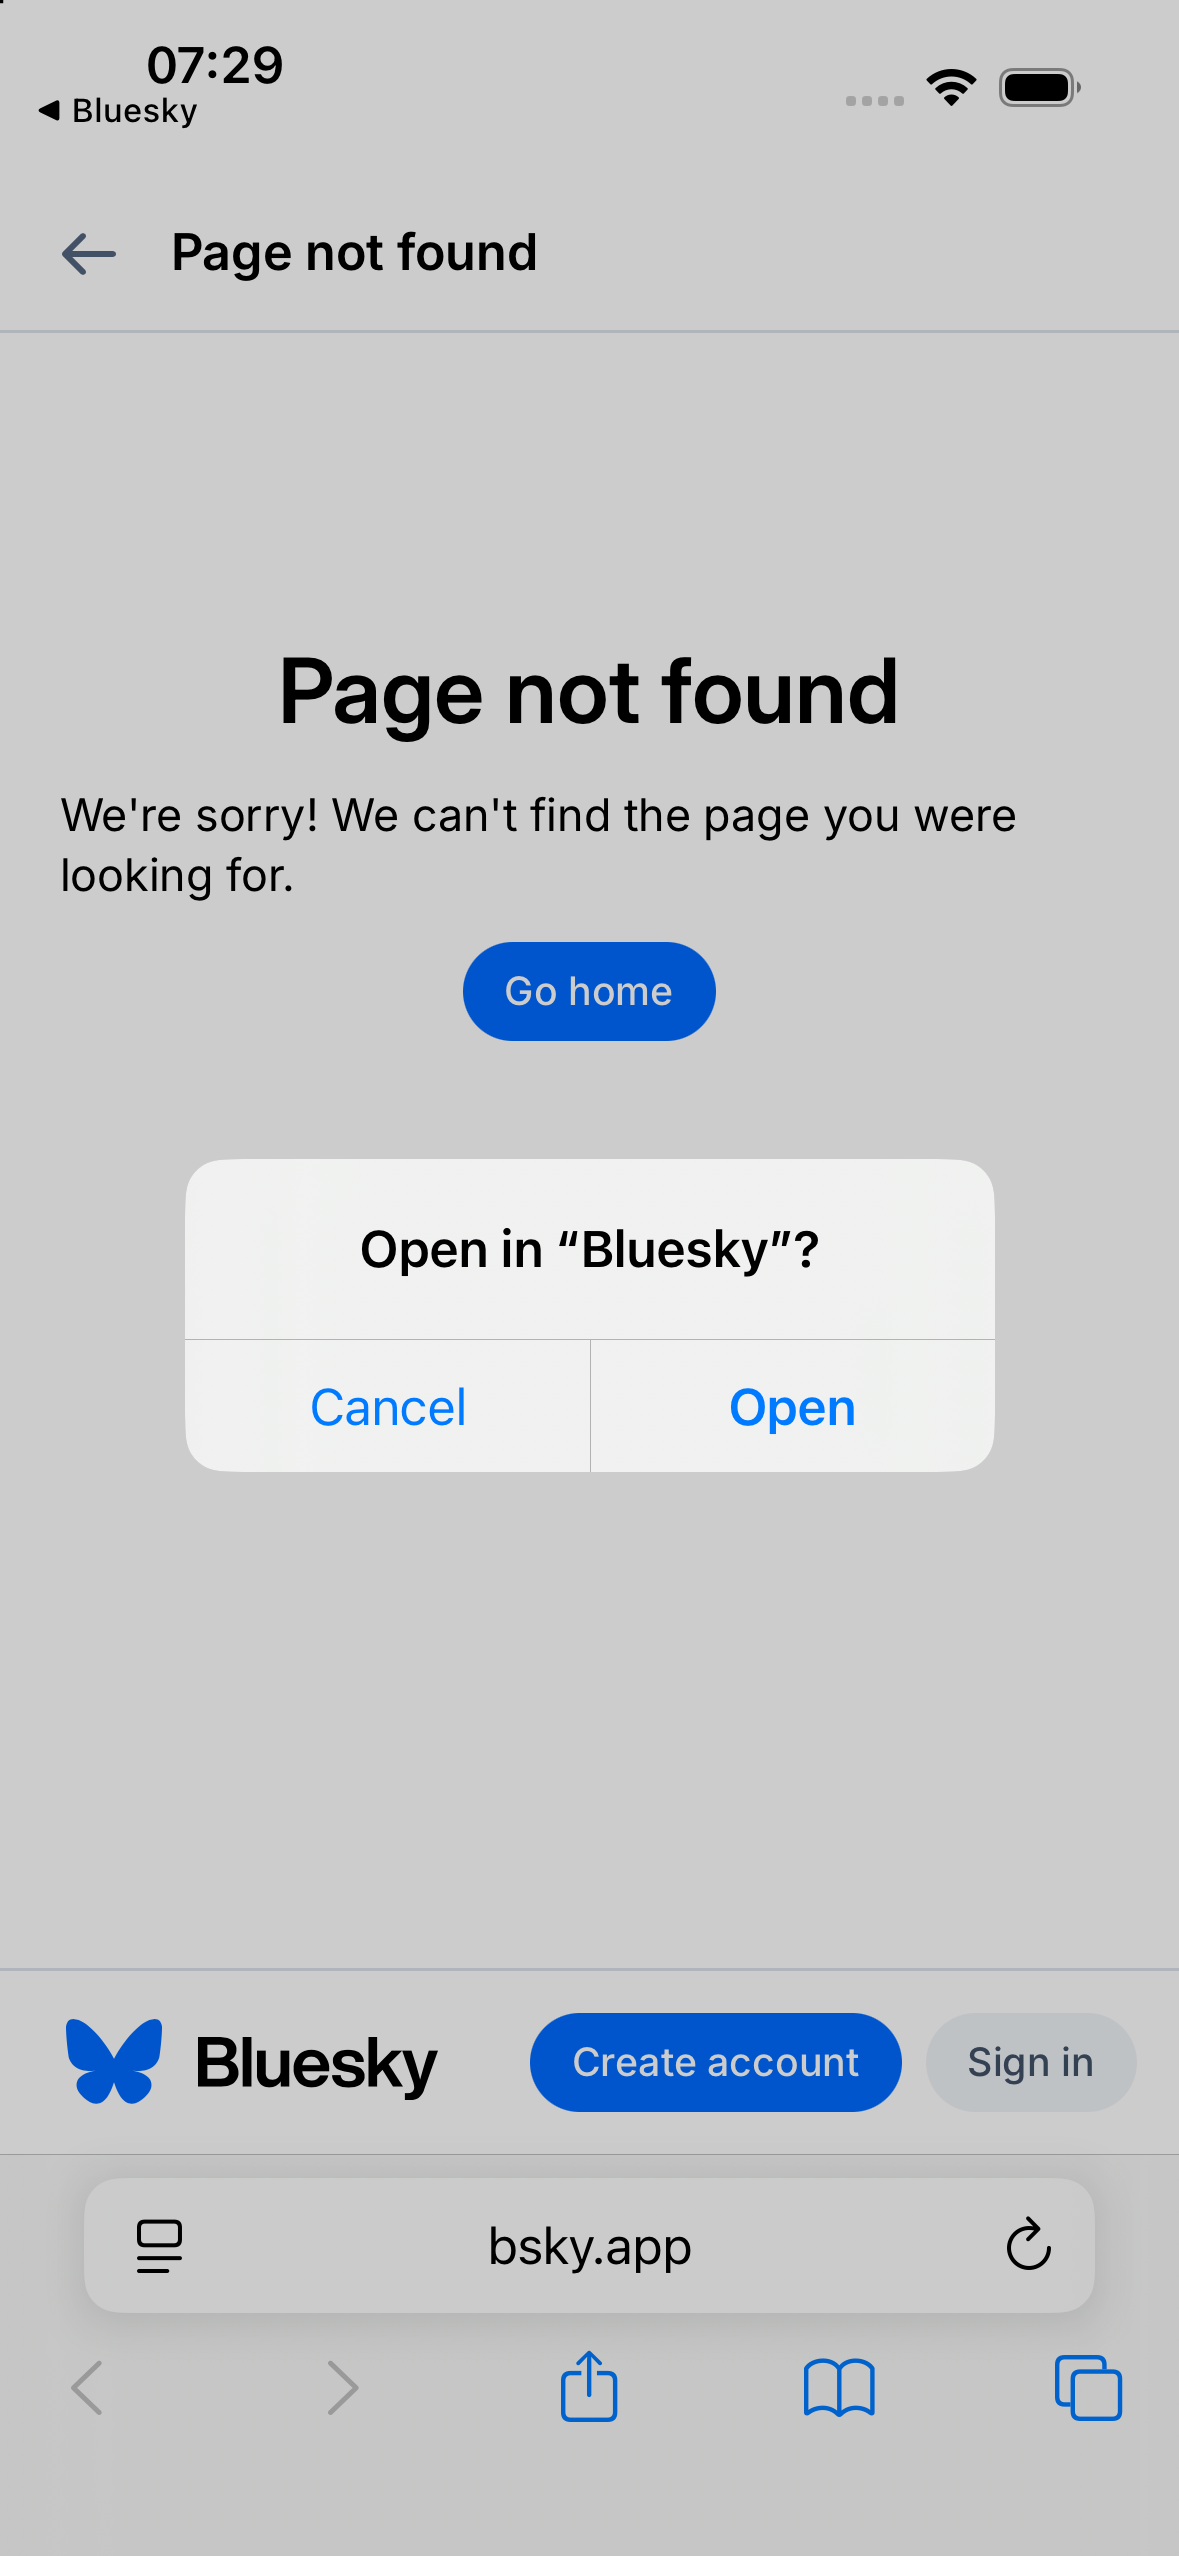 07:29
◀ Bluesky
Page not found
Page not found
We're sorry! We can't find the page you were
looking for.
Go home
Open in “Bluesky”?
Cancel
Open
Bluesky
Create account
Sign in
bsky.app